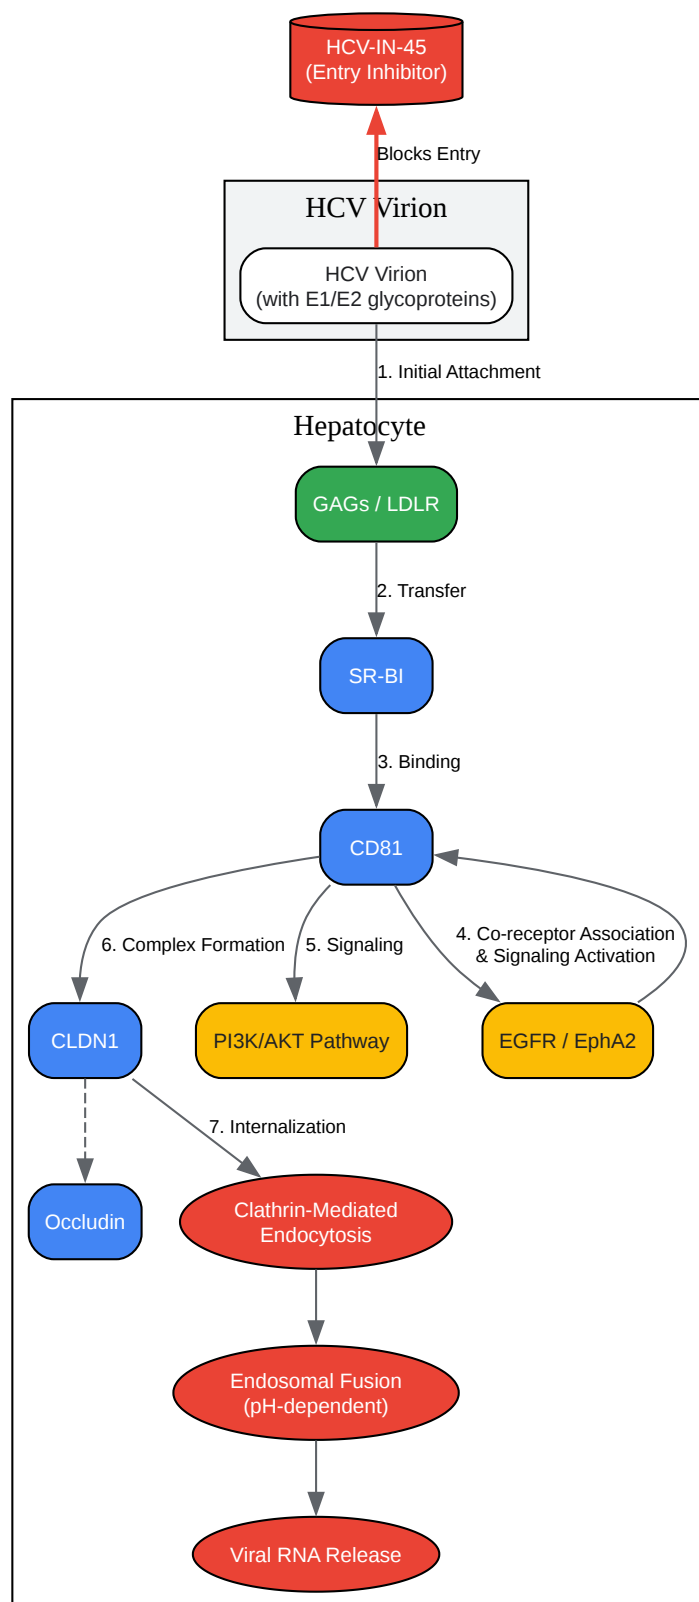 HCV-IN-45
(Entry Inhibitor)
Blocks Entry
HCV Virion
HCV Virion
(with E1/E2 glycoproteins)
1. Initial Attachment
Hepatocyte
GAGs / LDLR
2. Transfer
SR-BI
3. Binding
CD81
6. Complex Formation
5. Signaling
4. Co-receptor Association
& Signaling Activation
CLDN1
PI3K/AKT Pathway
EGFR / EphA2
7. Internalization
Occludin
Clathrin-Mediated
Endocytosis
Endosomal Fusion
(pH-dependent)
Viral RNA Release